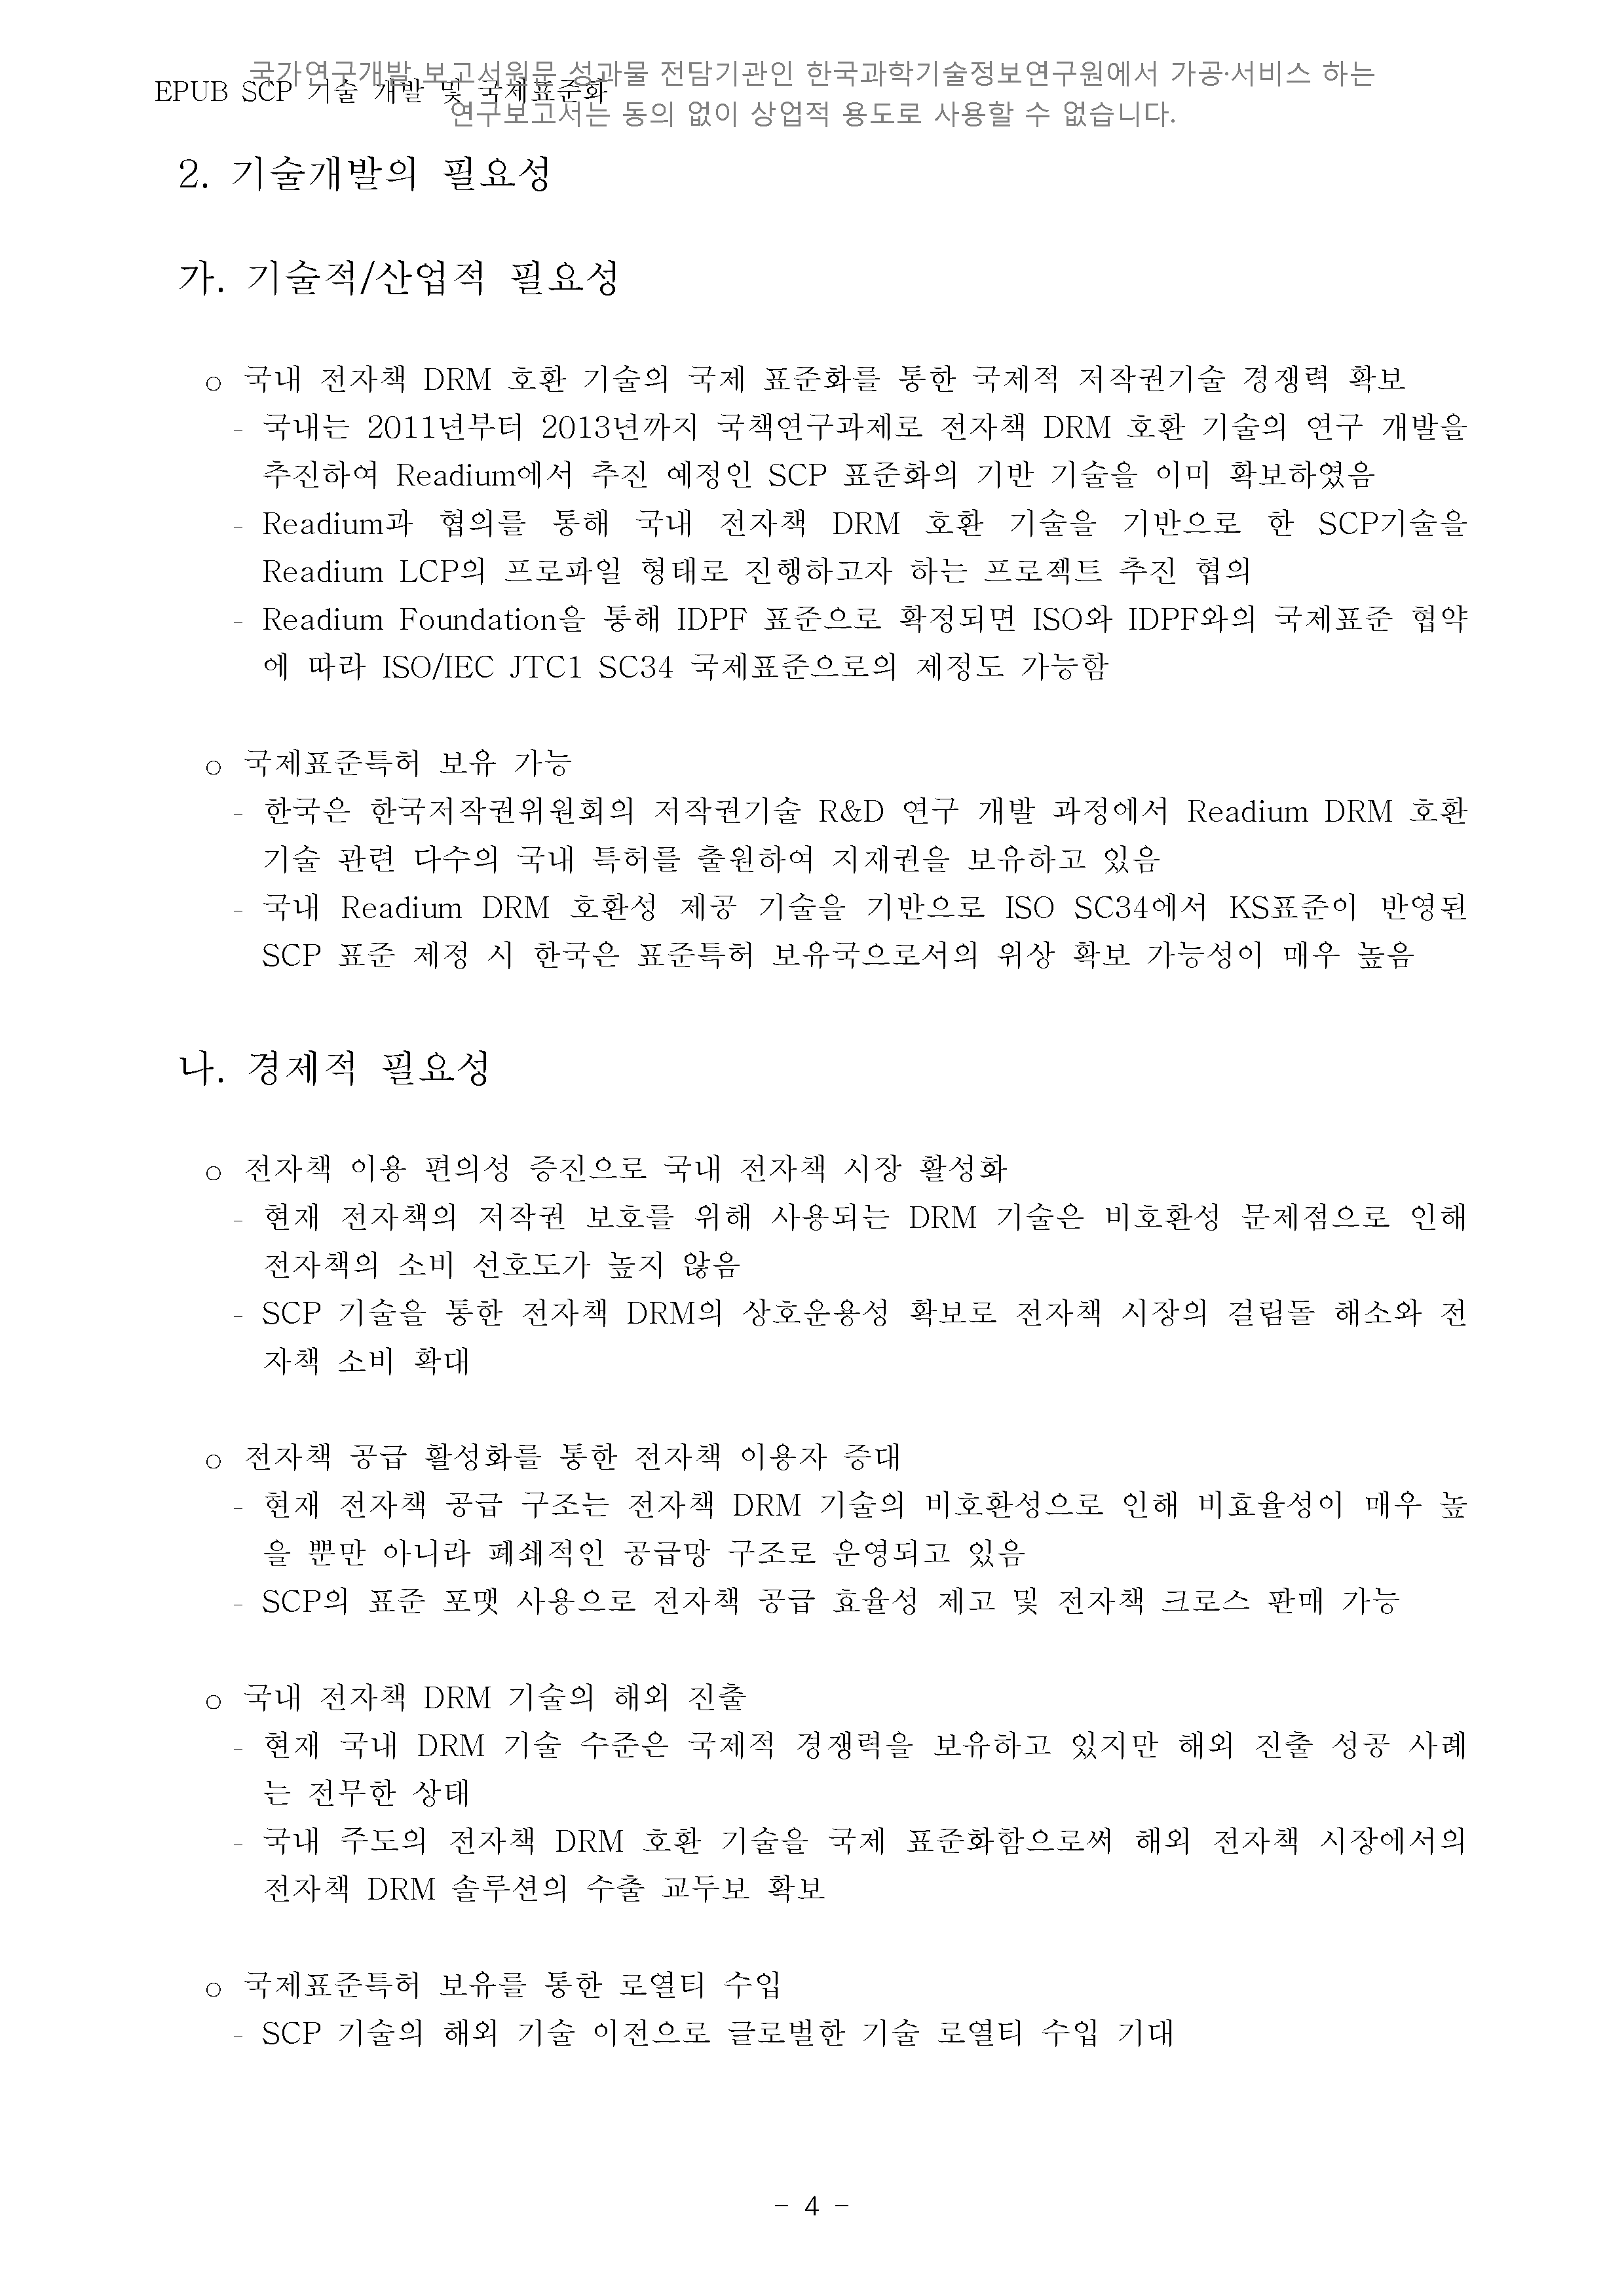 국가연구개발 보고서원문 성과물 전담기관인 한국과학기술정보연구원에서 가공·서비스 하는
EPUB SCP 기술 개발 및 국제표준화
연구보고서는 동의 없이 상업적 용도로 사용할 수 없습니다.
2. 기술개발의 필요성
가. 기술적/산업적 필요성
○ 국내 전자책 DRM 호환 기술의 국제 표준화를 통한 국제적 저작권기술 경쟁력 확보
- 국내는 2011년부터 2013년까지 국책연구과제로 전자책 DRM 호환 기술의 연구 개발을
추진하여 Readium에서 추진 예정인 SCP 표준화의 기반 기술을 이미 확보하였음
- Readium과 협의를 통해 국내 전자책 DRM 호환 기술을 기반으로 한 SCP기술을
Readium LCP의 프로파일 형태로 진행하고자 하는 프로젝트 추진 협의
- Readium Foundation을 통해 IDPF 표준으로 확정되면 ISO와 IDPF와의 국제표준 협약
에 따라 ISO/IEC JTC1 SC34 국제표준으로의 제정도 가능함
○ 국제표준특허 보유 가능
- 한국은 한국저작권위원회의 저작권기술 R&D 연구 개발 과정에서 Readium DRM 호환
기술 관련 다수의 국내 특허를 출원하여 지재권을 보유하고 있음
- 국내 Readium DRM 호환성 제공 기술을 기반으로 ISO SC34에서 KS표준이 반영된
SCP 표준 제정 시 한국은 표준특허 보유국으로서의 위상 확보 가능성이 매우 높음
나. 경제적 필요성
○ 전자책 이용 편의성 증진으로 국내 전자책 시장 활성화
- 현재 전자책의 저작권 보호를 위해 사용되는 DRM 기술은 비호환성 문제점으로 인해
전자책의 소비 선호도가 높지 않음
- SCP 기술을 통한 전자책 DRM의 상호운용성 확보로 전자책 시장의 걸림돌 해소와 전
자책 소비 확대
○ 전자책 공급 활성화를 통한 전자책 이용자 증대
- 현재 전자책 공급 구조는 전자책 DRM 기술의 비호환성으로 인해 비효율성이 매우 높
을 뿐만 아니라 폐쇄적인 공급망 구조로 운영되고 있음
- SCP의 표준 포맷 사용으로 전자책 공급 효율성 제고 및 전자책 크로스 판매 가능
○ 국내 전자책 DRM 기술의 해외 진출
- 현재 국내 DRM 기술 수준은 국제적 경쟁력을 보유하고 있지만 해외 진출 성공 사례
는 전무한 상태
- 국내 주도의 전자책 DRM 호환 기술을 국제 표준화함으로써 해외 전자책 시장에서의
전자책 DRM 솔루션의 수출 교두보 확보
○ 국제표준특허 보유를 통한 로열티 수입
- SCP 기술의 해외 기술 이전으로 글로벌한 기술 로열티 수입 기대
- 4 -